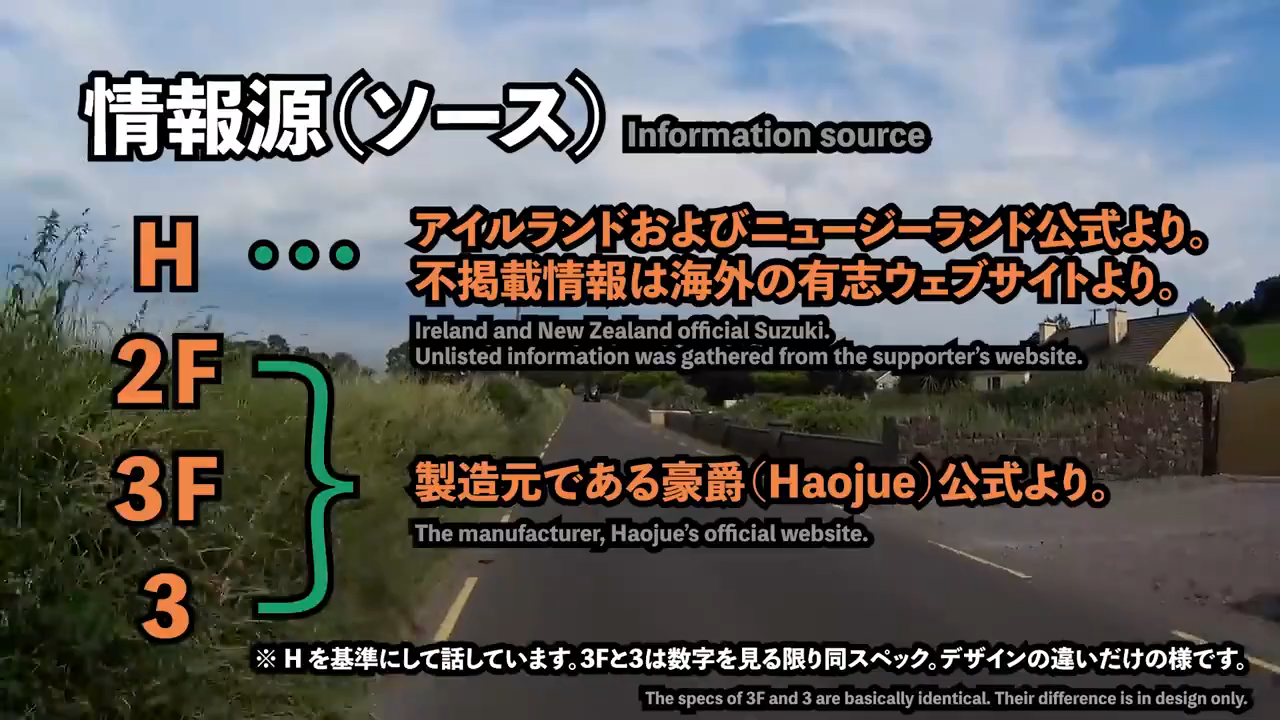 情報源（ソース） Information source
H ••• アイルランドおよびニュージーランド公式より。
不掲載情報は海外の有志ウェブサイトより。
Ireland and New Zealand official Suzuki.
Unlisted information was gathered from the supporter's website.
2F
3F
3
製造元である豪爵（Haojue）公式より。
The manufacturer, Haojue's official website.
※ H を基準にして話しています。3Fと3は数字を見る限り同スペック。デザインの違いだけの様です。
The specs of 3F and 3 are basically identical. Their difference is in design only.